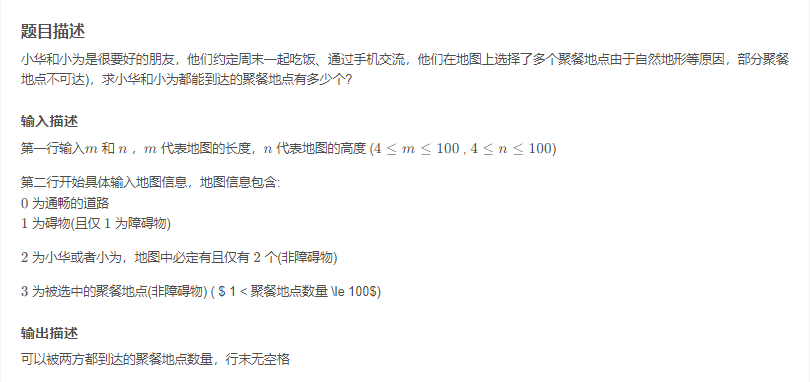 题目描述
小华和小为是很要好的朋友，他们约定周末一起吃饭、通过手机交流，他们在地图上选择了多个聚餐地点由于自然地形等原因，部分聚餐
地点不可达)，求小华和小为都能到达的聚餐地点有多少个?
输入描述
第一行输入m 和 n ，m 代表地图的长度，n 代表地图的高度 (4 ≤ m ≤ 100 , 4 ≤ n ≤ 100)
第二行开始具体输入地图信息，地图信息包含:
0 为通畅的道路
1 为碍物(且仅 1 为障碍物)
2 为小华或者小为，地图中必定有且仅有 2 个(非障碍物)
3 为被选中的聚餐地点(非障碍物) ( $ 1 < 聚餐地点数量 \le 100$)
输出描述
可以被两方都到达的聚餐地点数量，行末无空格